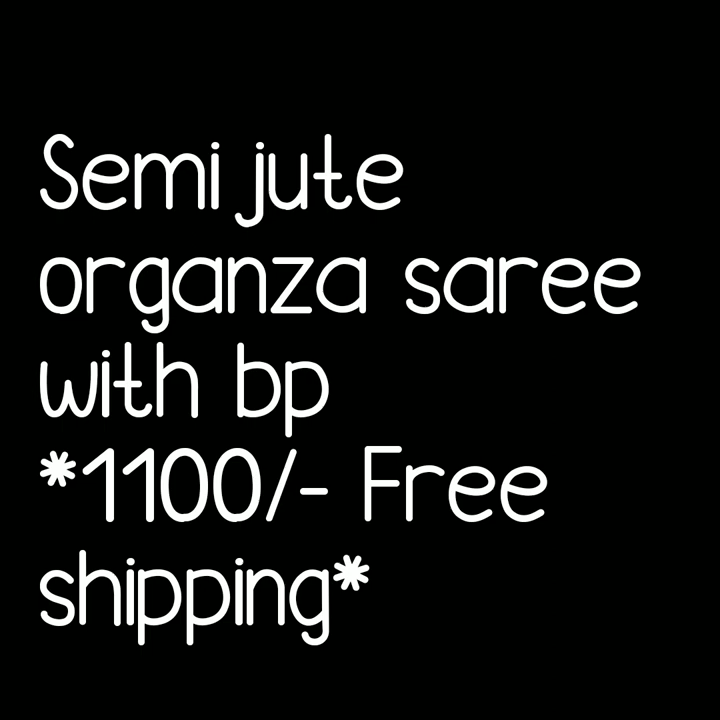 Semi jute
organza saree
with bp
*1100/- Free
shipping*